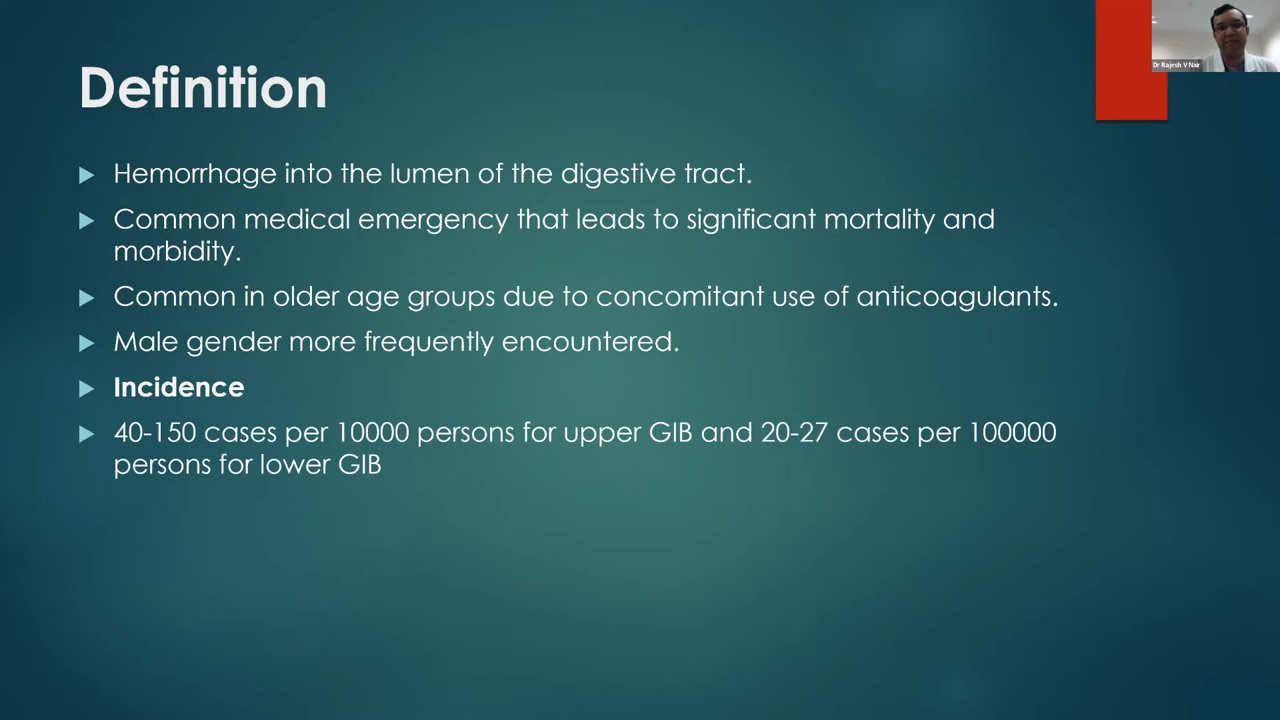 Definition
Dr Rajesh V Nair
Hemorrhage into the lumen of the digestive tract.
Common medical emergency that leads to significant mortality and
morbidity.
Common in older age groups due to concomitant use of anticoagulants.
Male gender more frequently encountered.
Incidence
40-150 cases per 10000 persons for upper GIB and 20-27 cases per 100000
persons for lower GIB